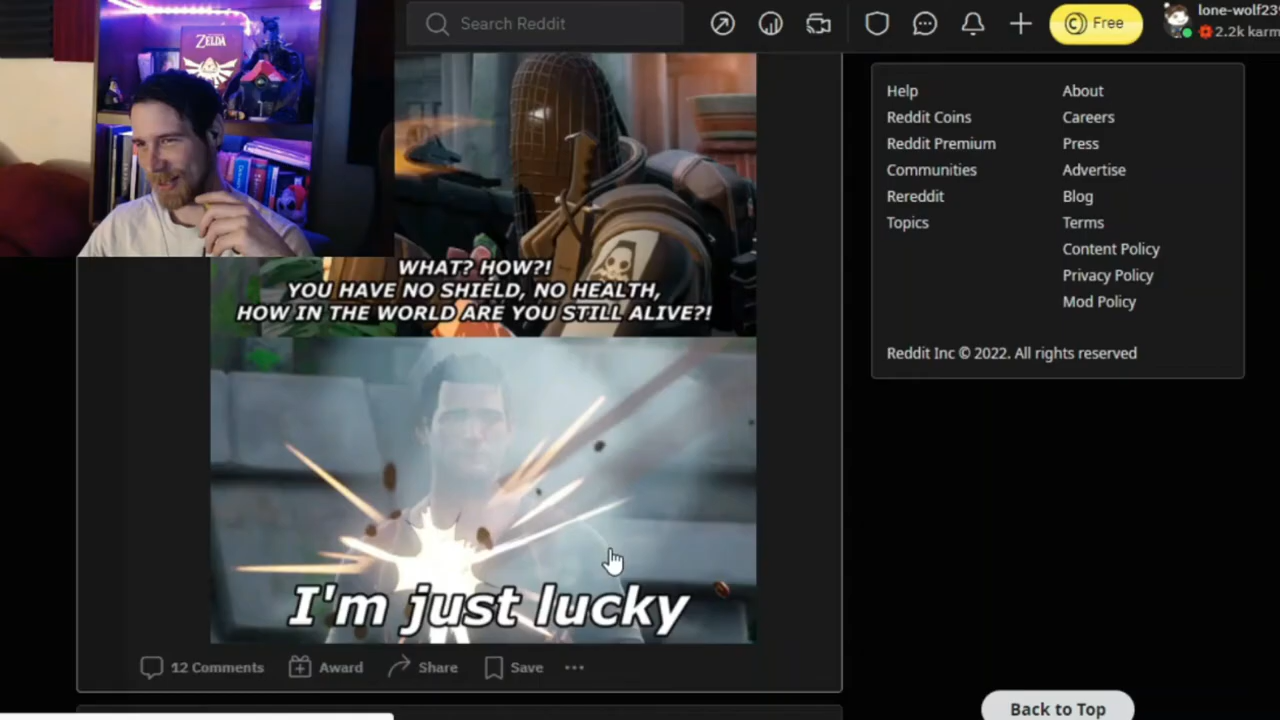 ZELDA
Search Reddit
Free
lone-wolf239
2.2k karm
WHAT? HOW?!
YOU HAVE NO SHIELD, NO HEALTH,
HOW IN THE WORLD ARE YOU STILL ALIVE?!
I'm just lucky
12 Comments
Award
Share
Save
Help
About
Reddit Coins
Careers
Reddit Premium
Press
Communities
Advertise
Rereddit
Blog
Topics
Terms
Content Policy
Privacy Policy
Mod Policy
Reddit Inc © 2022. All rights reserved
Back to Top